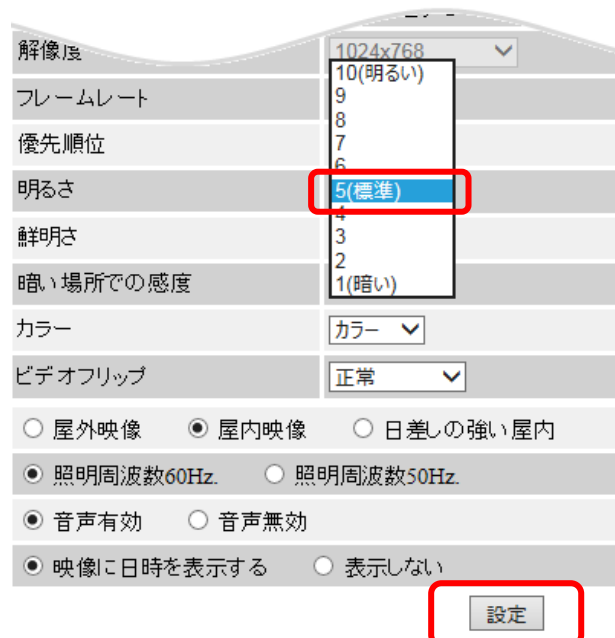 解像度 1024x768
10(明るい)
フレームレート 9
8
優先順位 7
6
明るさ 5(標準)
4
鮮明さ 3
2
暗い場所での感度 1(暗い)
カラー カラー
ビデオフリップ 正常
屋外映像 屋内映像 日差しの強い屋内
照明周波数60Hz. 照明周波数50Hz.
音声有効 音声無効
映像に日時を表示する 表示しない
設定